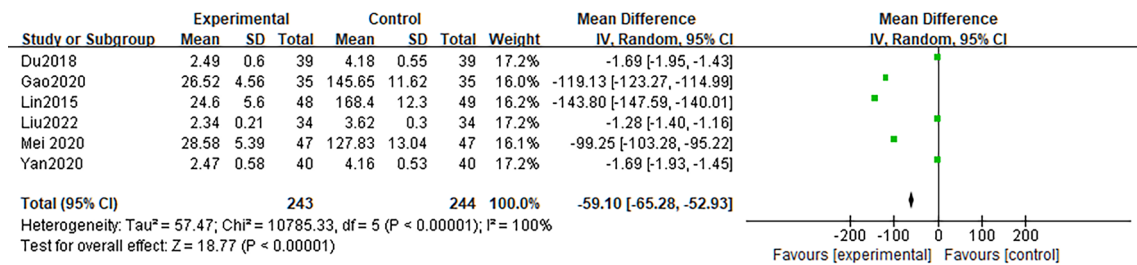 Experimental Control Mean Difference Mean Difference
Study or Subgroup Mean SD Total Mean SD Total Weight IV, Random, 95% CI IV, Random, 95% CI
Du2018 2.49 0.6 39 4.18 0.55 39 17.2% -1.69 [-1.95, -1.43]
Gao2020 26.52 4.56 35 145.65 11.62 35 16.0% -119.13 [-123.27, -114.99]
Lin2015 24.6 5.6 48 168.4 12.3 49 16.2% -143.80 [-147.59, -140.01]
Liu2022 2.34 0.21 34 3.62 0.3 34 17.2% -1.28 [-1.40, -1.16]
Mei 2020 28.58 5.39 47 127.83 13.04 47 16.1% -99.25 [-103.28, -95.22]
Yan2020 2.47 0.58 40 4.16 0.53 40 17.2% -1.69 [-1.93, -1.45]
Total (95% CI) 243 244 100.0% -59.10 [-65.28, -52.93]
Heterogeneity: Tau² = 57.47; Chi² = 10785.33, df = 5 (P < 0.00001); I² = 100%
Test for overall effect: Z = 18.77 (P < 0.00001)
-200 -100 0 100 200
Favours [experimental] Favours [control]